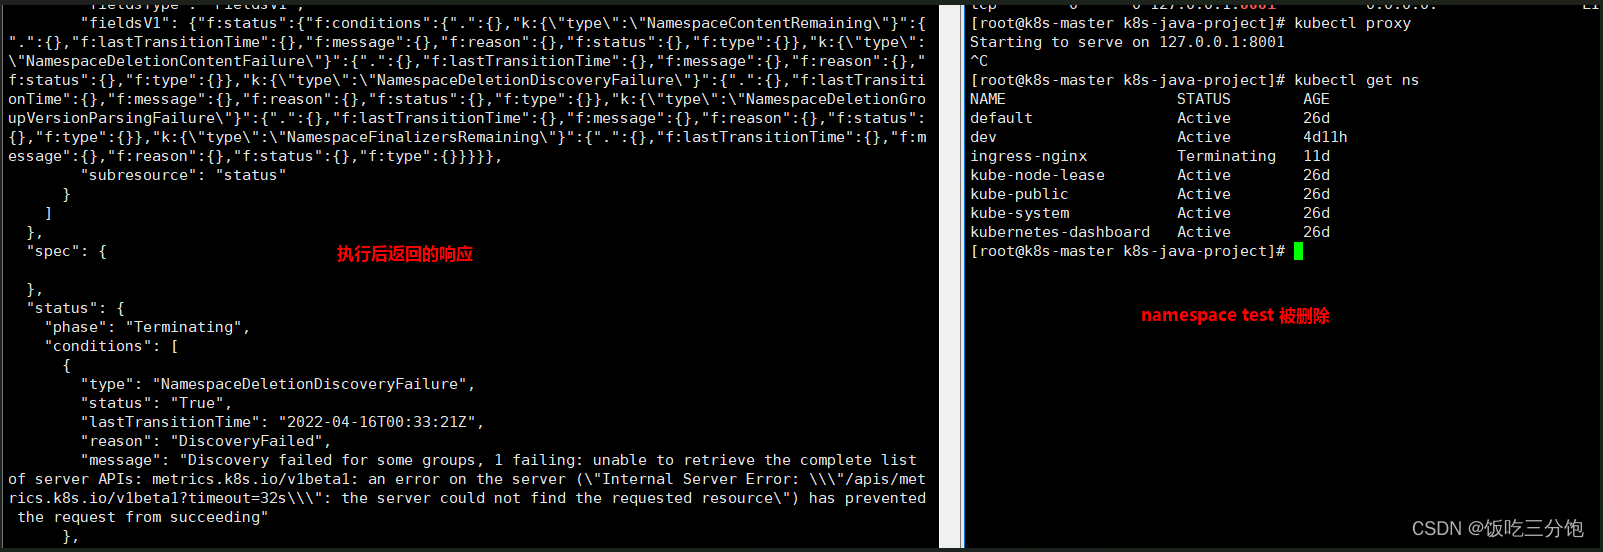 "fieldsType": "FieldsV1",
"fieldsV1": {"f:status":{"f:conditions":{".":{},"k:{\"type\":\"NamespaceContentRemaining\"}":{
".":{},"f:lastTransitionTime":{},"f:message":{},"f:reason":{},"f:status":{},"f:type":{}},"k:{\"type\":
\"NamespaceDeletionContentFailure\"}":{".":{},"f:lastTransitionTime":{},"f:message":{},"f:reason":{},"
f:status":{},"f:type":{}},"k:{\"type\":\"NamespaceDeletionDiscoveryFailure\"}":{".":{},"f:lastTransiti
onTime":{},"f:message":{},"f:reason":{},"f:status":{},"f:type":{}},"k:{\"type\":\"NamespaceDeletionGro
upVersionParsingFailure\"}":{".":{},"f:lastTransitionTime":{},"f:message":{},"f:reason":{},"f:status":
{},"f:type":{}},"k:{\"type\":\"NamespaceFinalizersRemaining\"}":{".":{},"f:lastTransitionTime":{},"f:m
essage":{},"f:reason":{},"f:status":{},"f:type":{}}}}},
"subresource": "status"
}
]
},
"spec": {
执行后返回的响应
},
"status": {
"phase": "Terminating",
"conditions": [
{
"type": "NamespaceDeletionDiscoveryFailure",
"status": "True",
"lastTransitionTime": "2022-04-16T00:33:21Z",
"reason": "DiscoveryFailed",
"message": "Discovery failed for some groups, 1 failing: unable to retrieve the complete list
of server APIs: metrics.k8s.io/v1beta1: an error on the server (\"Internal Server Error: \\\"/apis/met
rics.k8s.io/v1beta1?timeout=32s\\\": the server could not find the requested resource\") has prevented
the request from succeeding"
},
tcp 0 0 127.0.0.1:8001 0.0.0.0: LI
[root@k8s-master k8s-java-project]# kubectl proxy
Starting to serve on 127.0.0.1:8001
^C
[root@k8s-master k8s-java-project]# kubectl get ns
NAME STATUS AGE
default Active 26d
dev Active 4d11h
ingress-nginx Terminating 11d
kube-node-lease Active 26d
kube-public Active 26d
kube-system Active 26d
kubernetes-dashboard Active 26d
[root@k8s-master k8s-java-project]#
namespace test 被删除
CSDN @饭吃三分饱